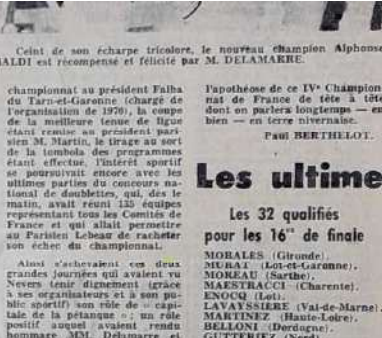 Ceint de son écharpe tricolore, le nouveau champion Alphonse
ALDI est récompensé et félicité par M. DELAMARRE.
championnat au président Falba
du Tarn-et-Garonne (chargé de
l'organisation de 1976), la coupe
de la meilleure tenue de ligue
étant remise au président pari-
sien M. Martin, le tirage au sort
de la tombola des programmes
étant effectué, l'intérêt sportif
se poursuivait encore avec les
ultimes parties du concours na-
tional de doublettes, qui, dès le
matin, avait réuni 135 équipes
représentant tous les Comités de
France et qui allait permettre
au Parisien Lebeau de racheter
son échec du championnat.
Ainsi s'achevaient ces deux
grandes journées qui avaient vu
Nevers tenir dignement (grâce
à ses organisateurs et à son pu-
blic sportif) son rôle de « capi-
tale de la pétanque » ; un rôle
positif auquel avaient rendu
hommage MM. Delamarre et
l'apothéose de ce IVe Champion
nat de France de tête à tête
dont on parlera longtemps — en
bien — en terre nivernaise.
Paul BERTHELOT.
Les ultime
Les 32 qualifiés
pour les 16es de finale
MORALES (Gironde).
MURAT (Lot-et-Garonne).
MOREAU (Sarthe).
MAESTRACCI (Charente).
ENOCQ (Lot).
LAVAYSSIERE (Val-de-Marne).
MARTINEZ (Haute-Loire).
BELLONI (Dordogne).
GUTTERIEZ (Nord).